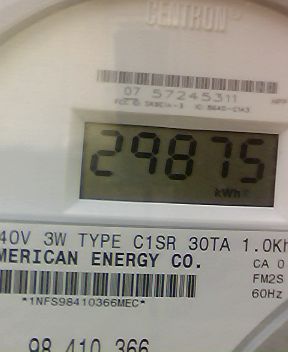 CENTRON
07 57245311
29875
kWh
40V 3W TYPE C1SR 30TA 1.0Kh
MERICAN ENERGY CO.
CA 0
FM2S
60Hz
*1NFS98410366MEC*
98 410 366